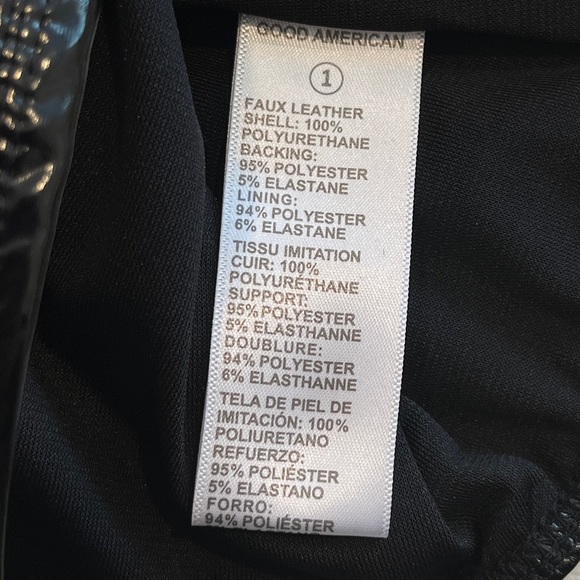 GOOD AMERICAN
1
FAUX LEATHER
SHELL: 100%
POLYURETHANE
BACKING:
95% POLYESTER
5% ELASTANE
LINING:
94% POLYESTER
6% ELASTANE
TISSU IMITATION
CUIR: 100%
POLYURÉTHANE
SUPPORT:
95% POLYESTER
5% ELASTHANNE
DOUBLURE:
94% POLYESTER
6% ELASTHANNE
TELA DE PIEL DE
IMITACIÓN: 100%
POLIURETANO
REFUERZO:
95% POLIÉSTER
5% ELASTANO
FORRO:
94% POLIÉSTER